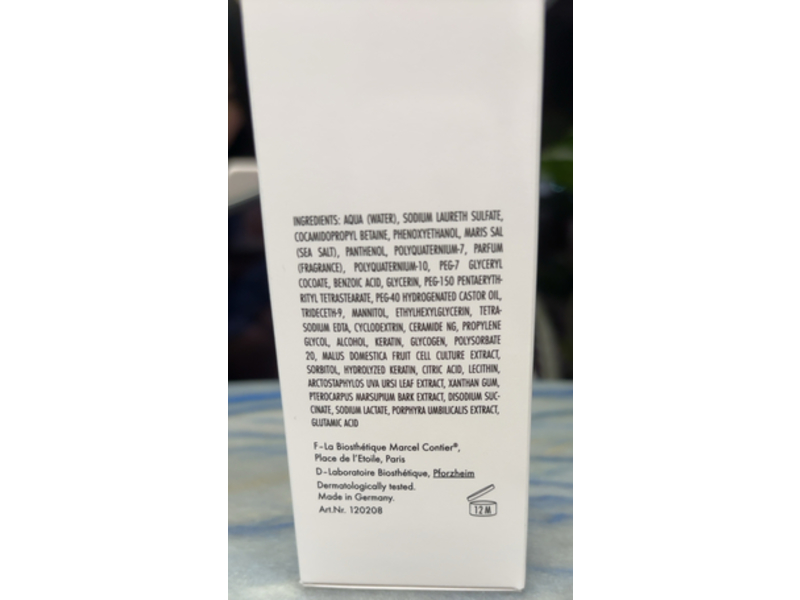 INGREDIENTS: AQUA (WATER), SODIUM LAURETH SULFATE,
COCAMIDOPROPYL BETAINE, PHENOXYETHANOL, MARIS SAL
(SEA SALT), PANTHENOL, POLYQUATERNIUM-7, PARFUM
(FRAGRANCE), POLYQUATERNIUM-10, PEG-7 GLYCERYL
COCOATE, BENZOIC ACID, GLYCERIN, PEG-150 PENTAERYTH-
RITYL TETRASTEARATE, PEG-40 HYDROGENATED CASTOR OIL,
TRIDECETH-9, MANNITOL, ETHYLHEXYLGLYCERIN, TETRA-
SODIUM EDTA, CYCLODEXTRIN, CERAMIDE NG, PROPYLENE
GLYCOL, ALCOHOL, KERATIN, GLYCOGEN, POLYSORBATE
20, MALUS DOMESTICA FRUIT CELL CULTURE EXTRACT,
SORBITOL, HYDROLYZED KERATIN, CITRIC ACID, LECITHIN,
ARCTOSTAPHYLOS UVA URSI LEAF EXTRACT, XANTHAN GUM,
PTEROCARPUS MARSUPIUM BARK EXTRACT, DISODIUM SUC-
CINATE, SODIUM LACTATE, PORPHYRA UMBILICALIS EXTRACT,
GLUTAMIC ACID
F-La Biosthétique Marcel Contier®,
Place de l'Etoile, Paris
D-Laboratoire Biosthétique, Pforzheim
Dermatologically tested.
Made in Germany.
Art.Nr. 120208
12 M